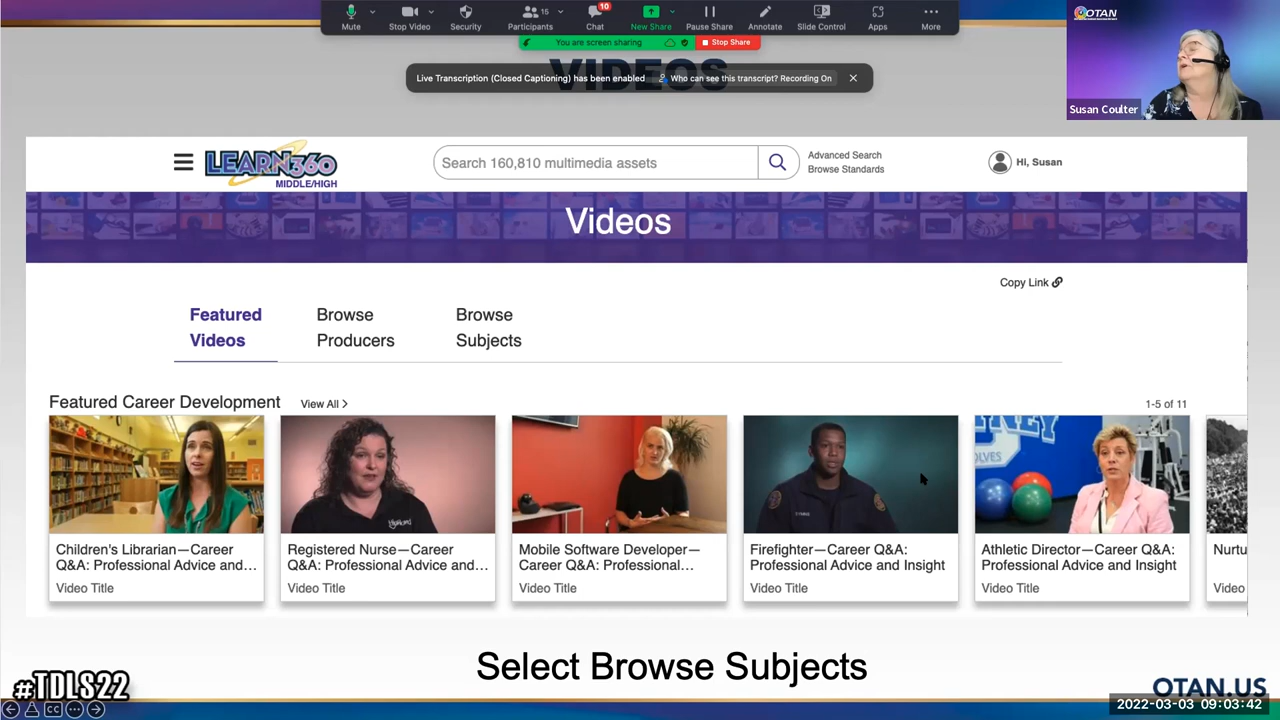 Mute
Stop Video
Security
Participants
15
Chat
10
New Share
Pause Share
Annotate
Slide Control
Apps
More
You are screen sharing
Stop Share
VIDEOS
Live Transcription (Closed Captioning) has been enabled
Who can see this transcript? Recording On
OTAN
Susan Coulter
LEARN360
MIDDLE/HIGH
Search 160,810 multimedia assets
Advanced Search
Browse Standards
Hi, Susan
Videos
Copy Link
Featured
Videos
Browse
Producers
Browse
Subjects
Featured Career Development
View All >
1-5 of 11
Children's Librarian—Career
Q&A: Professional Advice and...
Video Title
Registered Nurse—Career
Q&A: Professional Advice and...
Video Title
Mobile Software Developer—
Career Q&A: Professional...
Video Title
Firefighter—Career Q&A:
Professional Advice and Insight
Video Title
Athletic Director—Career Q&A:
Professional Advice and Insight
Video Title
Nurtu
Video
Select Browse Subjects
#TDLS22
CC
OTAN.US
2022-03-03 09:03:42